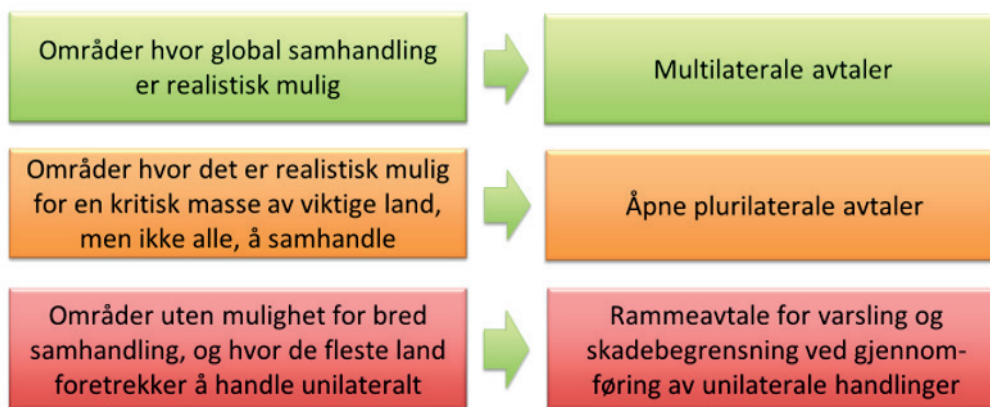 Områder hvor global samhandling
er realistisk mulig
Multilaterale avtaler
Områder hvor det er realistisk mulig
for en kritisk masse av viktige land,
men ikke alle, å samhandle
Åpne plurilaterale avtaler
Områder uten mulighet for bred
samhandling, og hvor de fleste land
foretrekker å handle unilateralt
Rammeavtale for varsling og
skadebegrensning ved gjennom-
føring av unilaterale handlinger